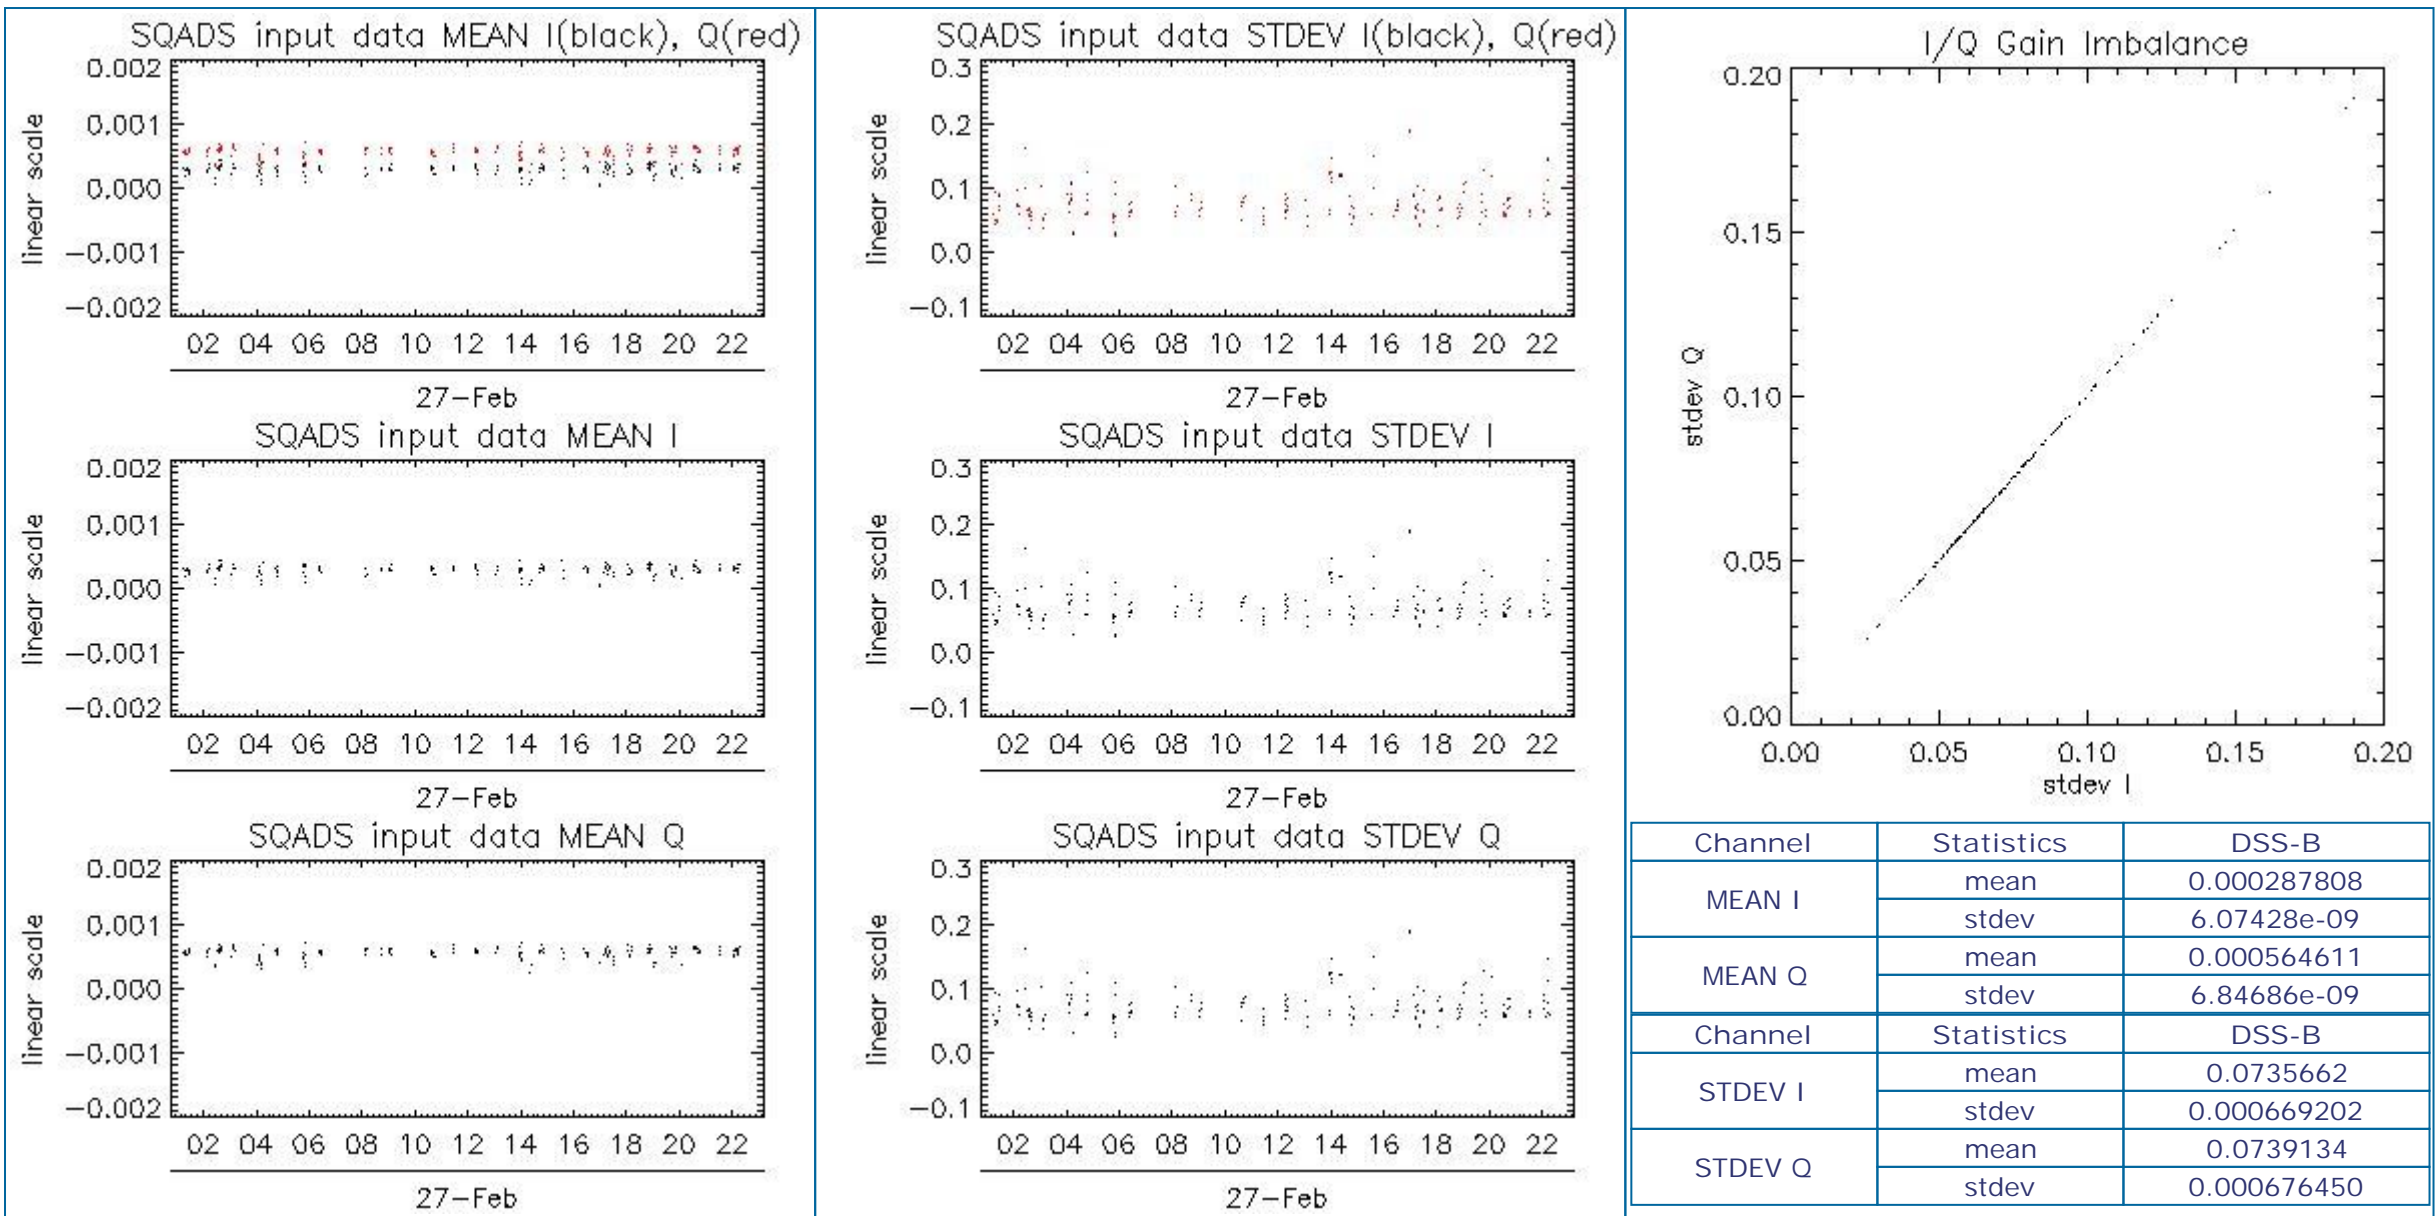 SQADS input data MEAN I(black), Q(red)
0.002
0.001
0.000
-0.001
-0.002
linear scale
02 04 06 08 10 12 14 16 18 20 22
27-Feb
SQADS input data MEAN I
0.002
0.001
0.000
-0.001
-0.002
linear scale
02 04 06 08 10 12 14 16 18 20 22
27-Feb
SQADS input data MEAN Q
0.002
0.001
0.000
-0.001
-0.002
linear scale
02 04 06 08 10 12 14 16 18 20 22
27-Feb
SQADS input data STDEV I(black), Q(red)
0.3
0.2
0.1
0.0
-0.1
linear scale
02 04 06 08 10 12 14 16 18 20 22
27-Feb
SQADS input data STDEV I
0.3
0.2
0.1
0.0
-0.1
linear scale
02 04 06 08 10 12 14 16 18 20 22
27-Feb
SQADS input data STDEV Q
0.3
0.2
0.1
0.0
-0.1
linear scale
02 04 06 08 10 12 14 16 18 20 22
27-Feb
I/Q Gain Imbalance
0.20
0.15
0.10
0.05
0.00
stdev Q
0.00 0.05 0.10 0.15 0.20
stdev I
Channel Statistics DSS-B
MEAN I mean 0.000287808
stdev 6.07428e-09
MEAN Q mean 0.000564611
stdev 6.84686e-09
Channel Statistics DSS-B
STDEV I mean 0.0735662
stdev 0.000669202
STDEV Q mean 0.0739134
stdev 0.000676450